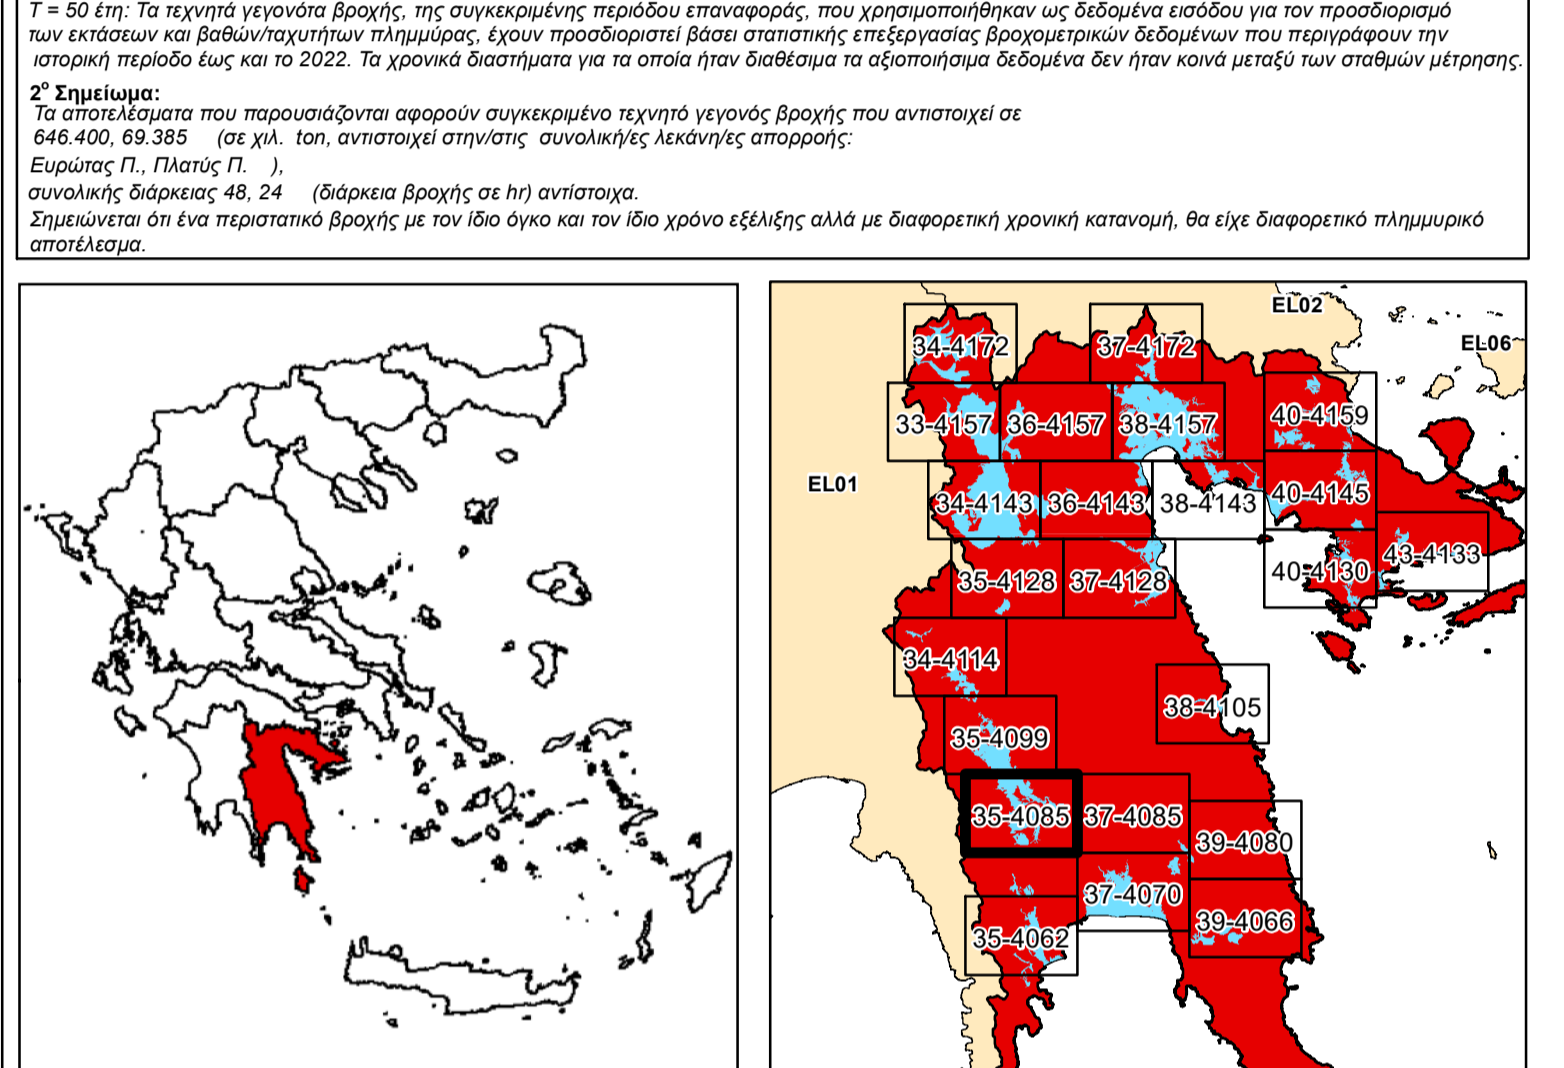 T = 50 έτη: Τα τεχνητά γεγονότα βροχής, της συγκεκριμένης περιόδου επαναφοράς, που χρησιμοποιήθηκαν ως δεδομένα εισόδου για τον προσδιορισμό
των εκτάσεων και βαθών/ταχυτήτων πλημμύρας, έχουν προσδιοριστεί βάσει στατιστικής επεξεργασίας βροχομετρικών δεδομένων που περιγράφουν την
ιστορική περίοδο έως και το 2022. Τα χρονικά διαστήματα για τα οποία ήταν διαθέσιμα τα αξιοποιήσιμα δεδομένα δεν ήταν κοινά μεταξύ των σταθμών μέτρησης.
2ο Σημείωμα:
Τα αποτελέσματα που παρουσιάζονται αφορούν συγκεκριμένο τεχνητό γεγονός βροχής που αντιστοιχεί σε
646.400, 69.385 (σε χιλ. ton, αντιστοιχεί στην/στις συνολική/ες λεκάνη/ες απορροής:
Ευρώτας Π., Πλατύς Π. ),
συνολικής διάρκειας 48, 24 (διάρκεια βροχής σε hr) αντίστοιχα.
Σημειώνεται ότι ένα περιστατικό βροχής με τον ίδιο όγκο και τον ίδιο χρόνο εξέλιξης αλλά με διαφορετική χρονική κατανομή, θα είχε διαφορετικό πλημμυρικό
αποτέλεσμα.
EL02
EL06
34-4172
37-4172
33-4157
36-4157
38-4157
40-4159
EL01
34-4143
36-4143
38-4143
40-4145
35-4128
37-4128
40-4130
43-4133
34-4114
38-4105
35-4099
35-4085
37-4085
39-4080
37-4070
39-4066
35-4062